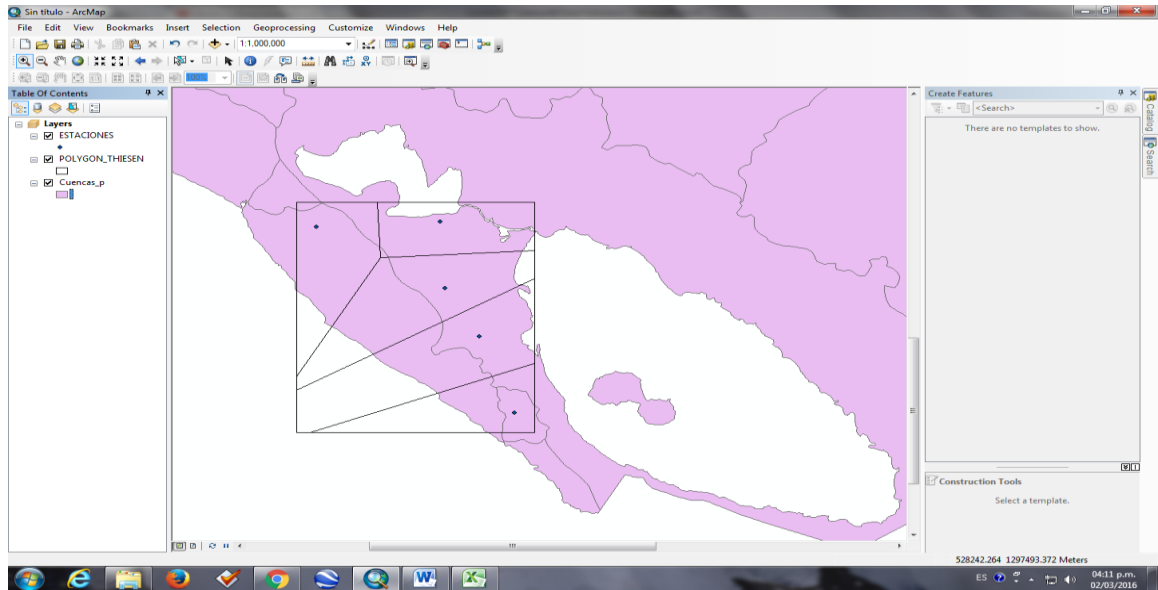 Sin título - ArcMap
File Edit View Bookmarks Insert Selection Geoprocessing Customize Windows Help
1:1,000,000
100%
Table Of Contents
Layers
ESTACIONES
POLYGON_THIESEN
Cuencas_p
Create Features
<Search>
There are no templates to show.
Construction Tools
Select a template.
Catalog
Search
528242.264 1297493.372 Meters
ES
04:11 p.m.
02/03/2016